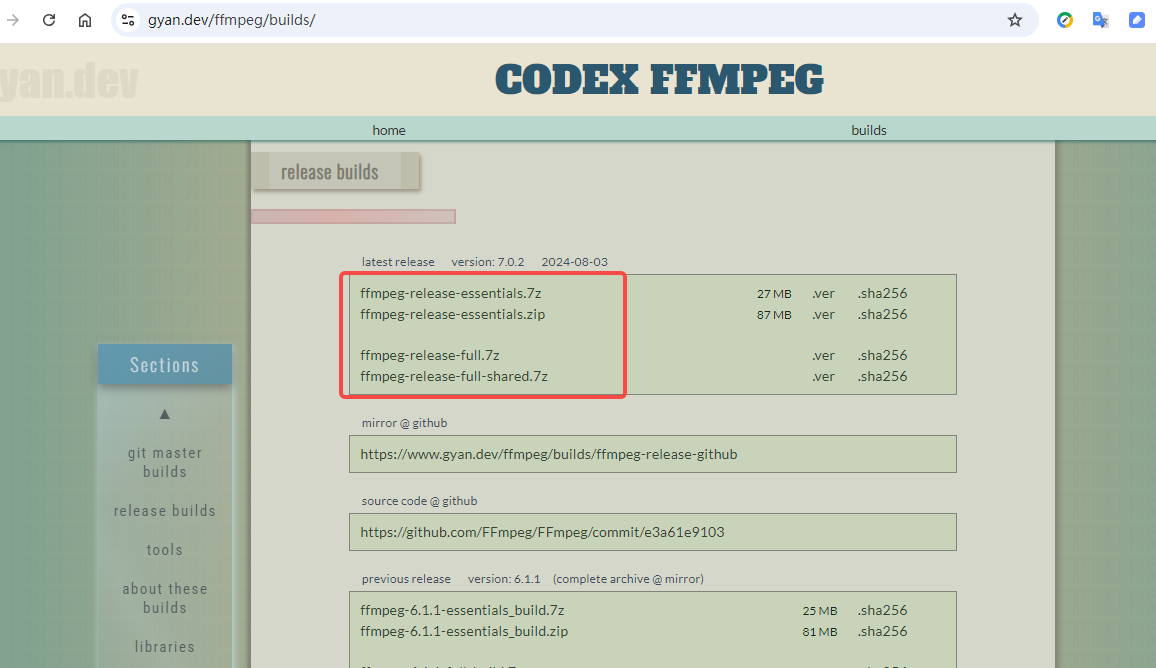 gyan.dev/ffmpeg/builds/
yan.dev
CODEX FFMPEG
home builds
release builds
latest release version: 7.0.2 2024-08-03
ffmpeg-release-essentials.7z 27 MB .ver .sha256
ffmpeg-release-essentials.zip 87 MB .ver .sha256
ffmpeg-release-full.7z .ver .sha256
ffmpeg-release-full-shared.7z .ver .sha256
mirror @ github
https://www.gyan.dev/ffmpeg/builds/ffmpeg-release-github
source code @ github
https://github.com/FFmpeg/FFmpeg/commit/e3a61e9103
previous release version: 6.1.1 (complete archive @ mirror)
ffmpeg-6.1.1-essentials_build.7z 25 MB .sha256
ffmpeg-6.1.1-essentials_build.zip 81 MB .sha256
Sections
▲
git master
builds
release builds
tools
about these
builds
libraries